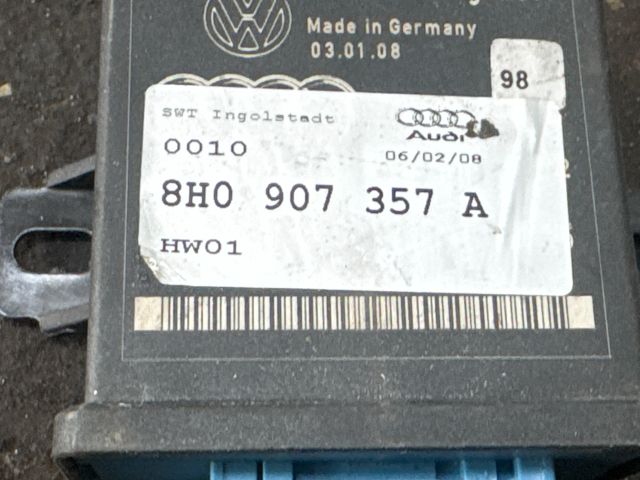 Made in Germany
03.01.08
98
SWT Ingolstadt
Audi
0010
06/02/08
8H0 907 357 A
HW01